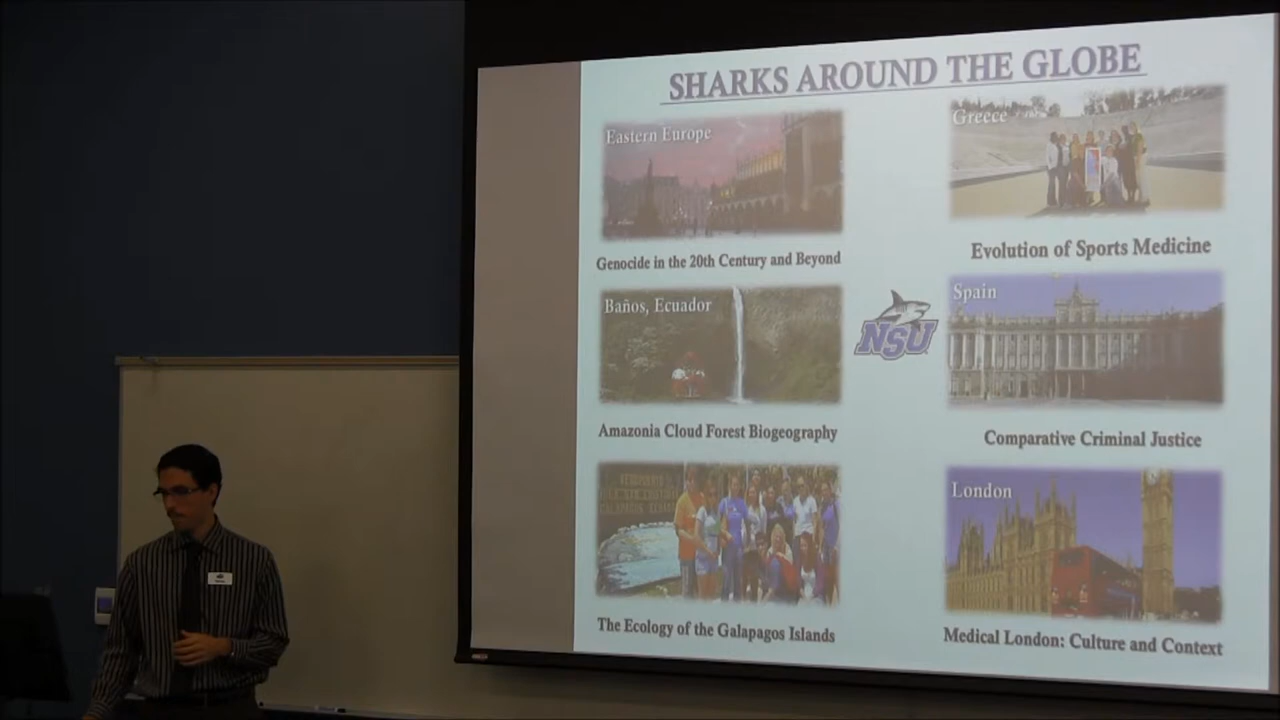 SHARKS AROUND THE GLOBE
Eastern Europe
Genocide in the 20th Century and Beyond
Baños, Ecuador
Amazonia Cloud Forest Biogeography
The Ecology of the Galapagos Islands
NSU
Greece
Evolution of Sports Medicine
Spain
Comparative Criminal Justice
London
Medical London: Culture and Context